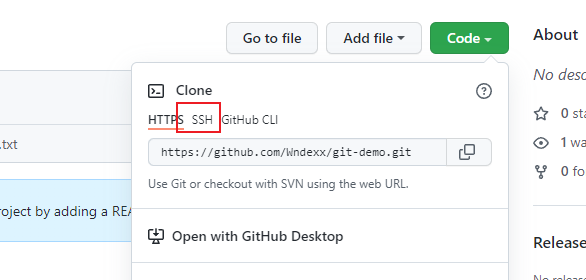 Go to file Add file Code About
No desc
Clone
HTTPS SSH GitHub CLI
0 sta
.txt
https://github.com/Wndexx/git-demo.git
1 wa
Use Git or checkout with SVN using the web URL.
0 fo
roject by adding a REA
Open with GitHub Desktop
Release